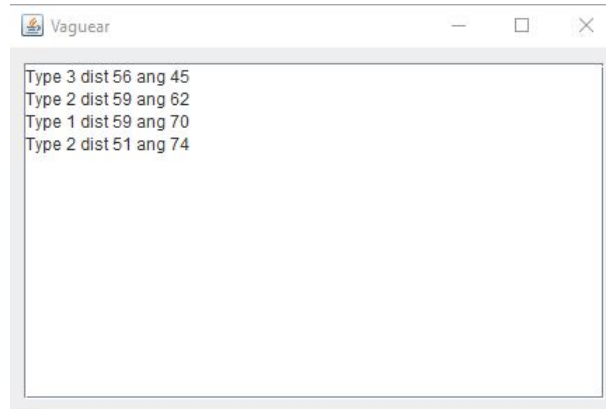 Vaguear
Type 3 dist 56 ang 45
Type 2 dist 59 ang 62
Type 1 dist 59 ang 70
Type 2 dist 51 ang 74